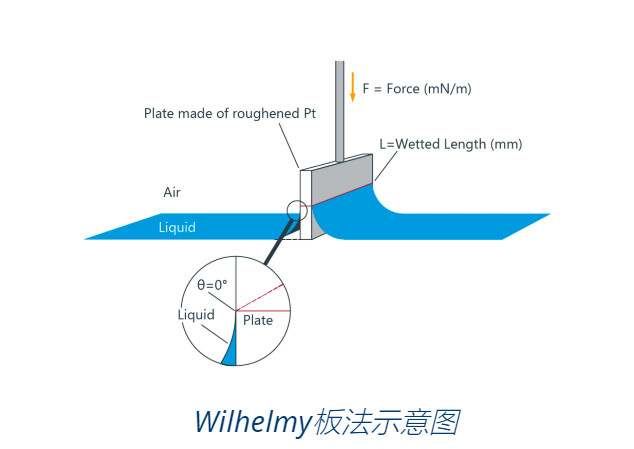 F = Force (mN/m)
Plate made of roughened Pt
L=Wetted Length (mm)
Air
Liquid
θ=0°
Liquid
Plate
Wilhelmy板法示意图